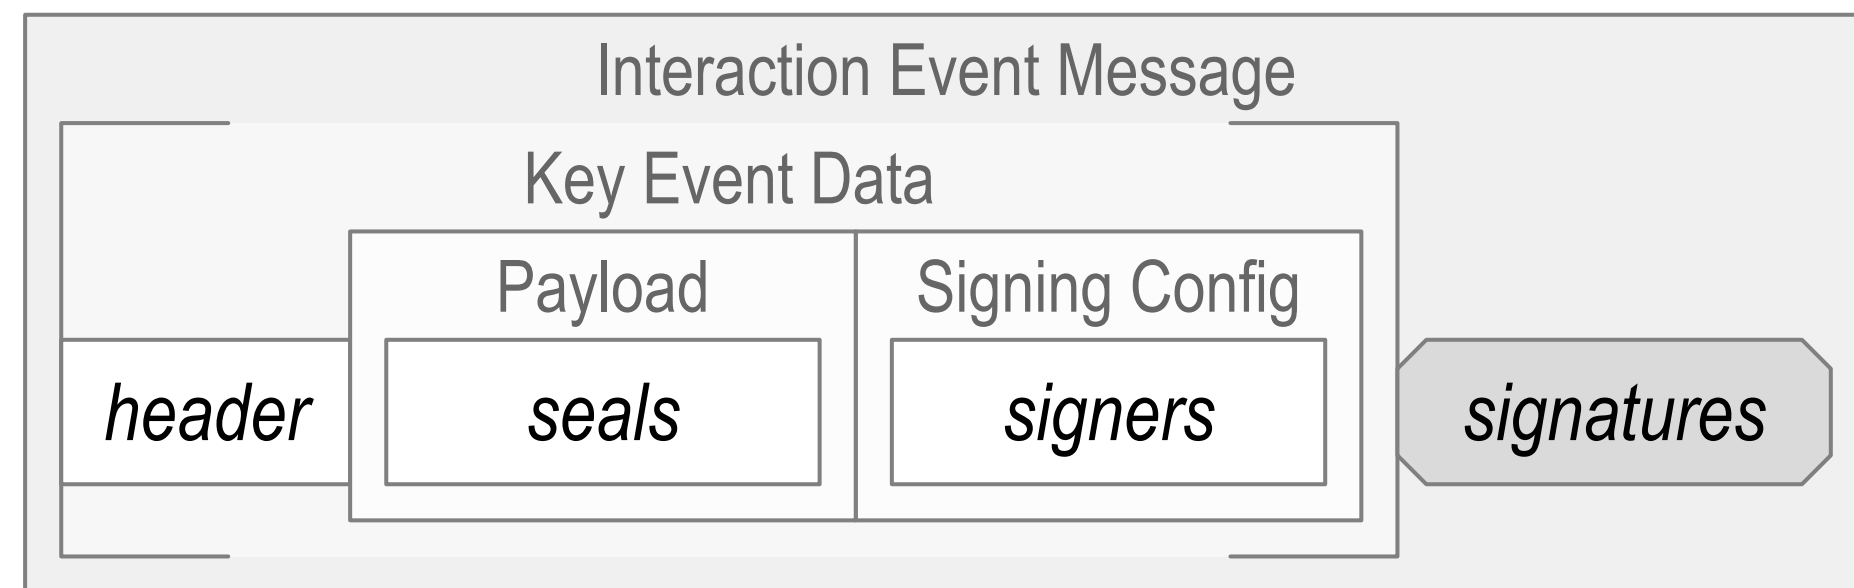 Interaction Event Message
Key Event Data
Payload Signing Config
header seals signers signatures